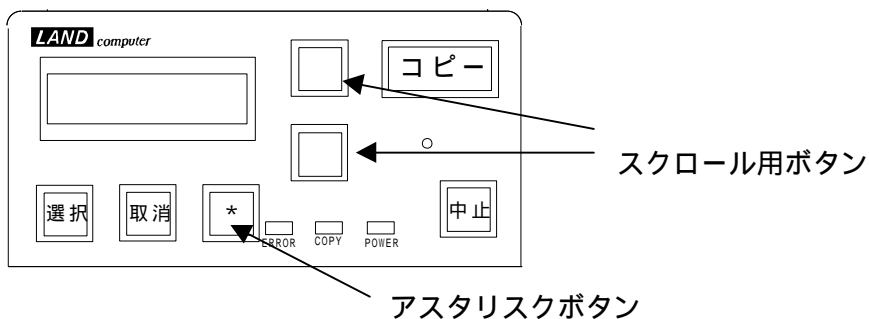 LAND computer
コピー
スクロール用ボタン
選択
取消
*
中止
ERROR
COPY
POWER
アスタリスクボタン